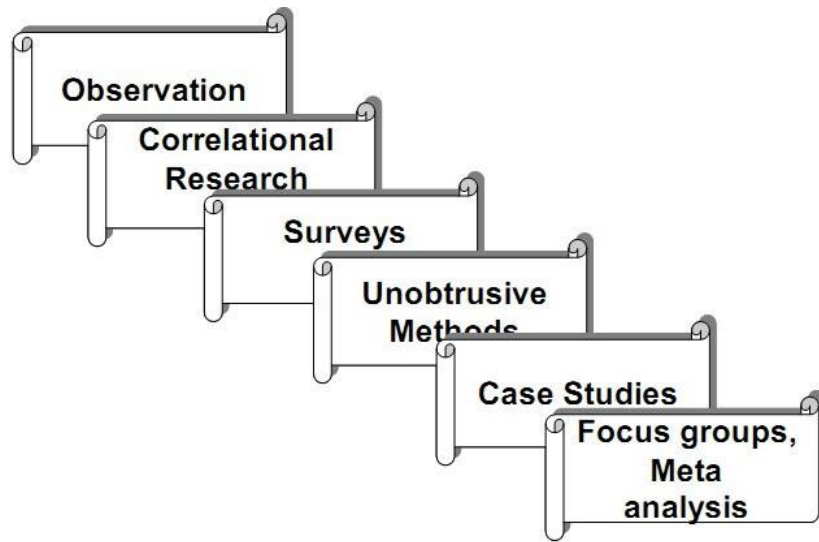 Observation
Correlational
Research
Surveys
Unobtrusive
Methods
Case Studies
Focus groups,
Meta
analysis